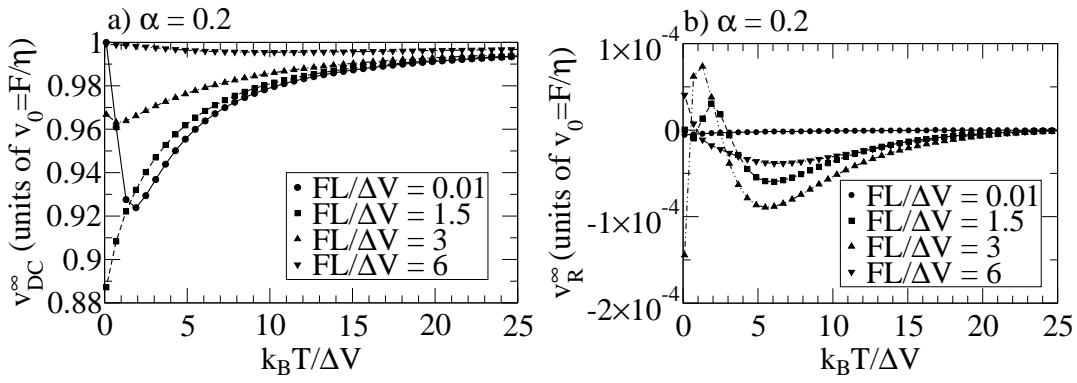 a) α = 0.2
v∞DC (units of v0=F/η)
1
0.98
0.96
0.94
0.92
0.9
0.88
FL/ΔV = 0.01
FL/ΔV = 1.5
FL/ΔV = 3
FL/ΔV = 6
0 5 10 15 20 25
kBT/ΔV
b) α = 0.2
v∞R (units of v0=F/η)
1×10-4
0
-1×10-4
-2×10-4
FL/ΔV = 0.01
FL/ΔV = 1.5
FL/ΔV = 3
FL/ΔV = 6
0 5 10 15 20 25
kBT/ΔV